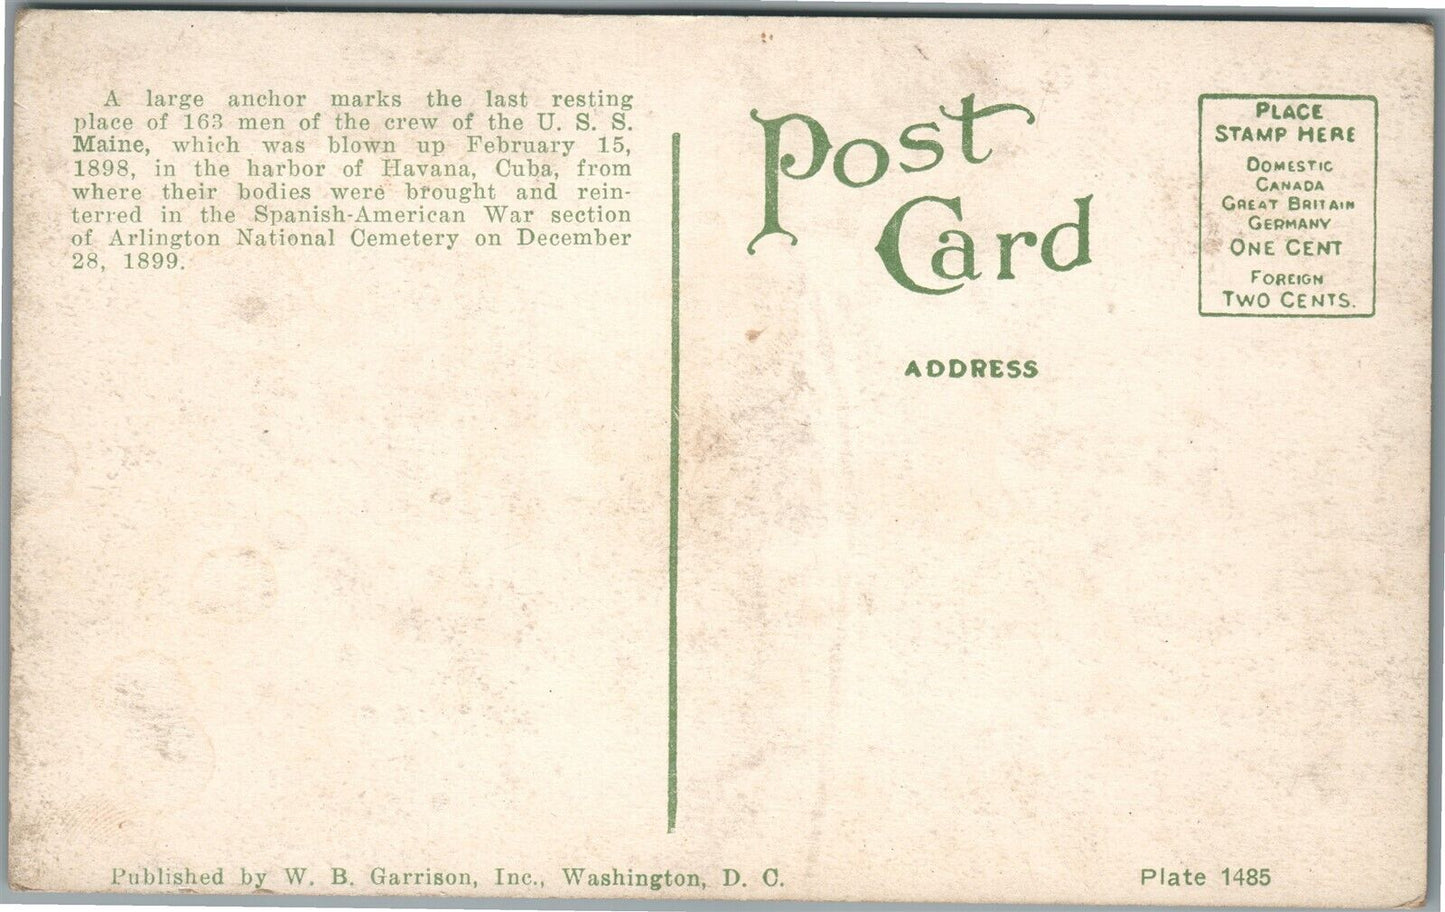 A large anchor marks the last resting
place of 163 men of the crew of the U. S. S.
Maine, which was blown up February 15,
1898, in the harbor of Havana, Cuba, from
where their bodies were brought and rein-
terred in the Spanish-American War section
of Arlington National Cemetery on December
28, 1899.
Post
Card
ADDRESS
PLACE
STAMP HERE
DOMESTIC
CANADA
GREAT BRITAIN
GERMANY
ONE CENT
FOREIGN
TWO CENTS.
Published by W. B. Garrison, Inc., Washington, D. C.
Plate 1485